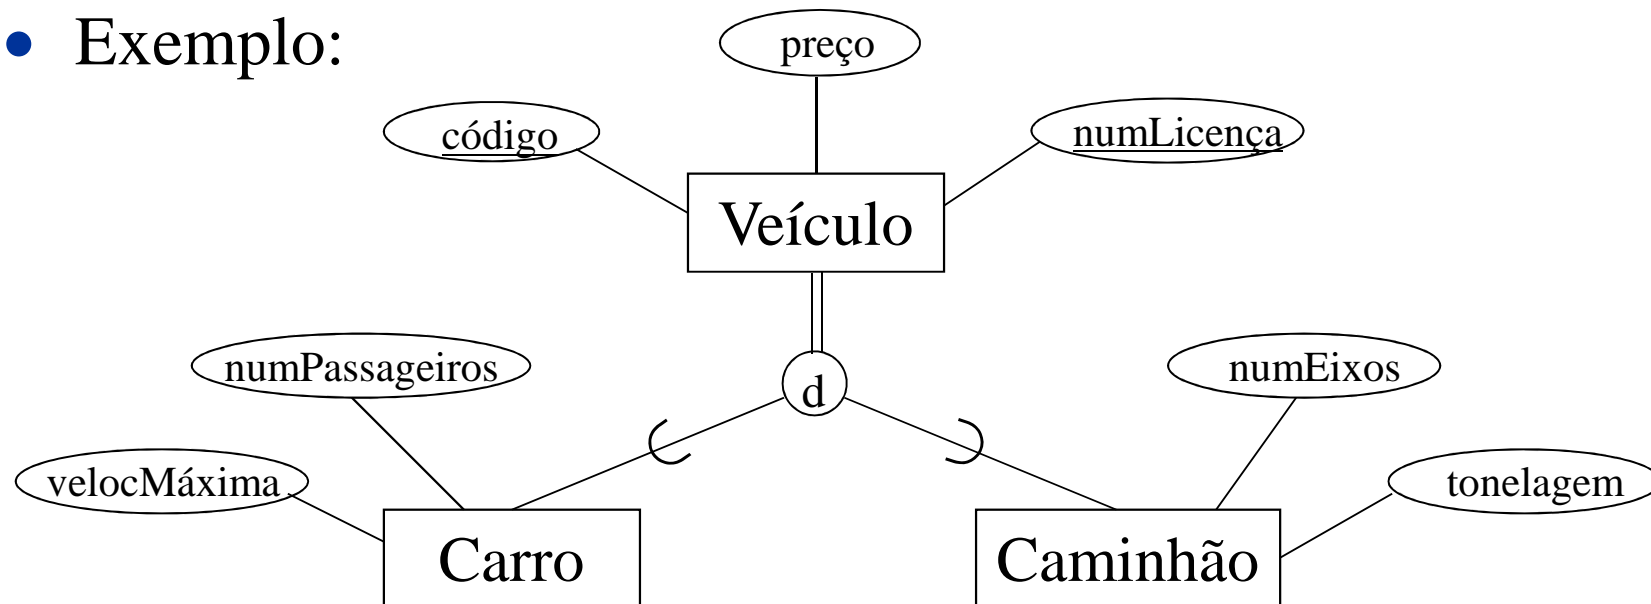 • Exemplo:
preço
código
numLicença
Veículo
numPassageiros
d
numEixos
velocMáxima
tonelagem
Carro
Caminhão